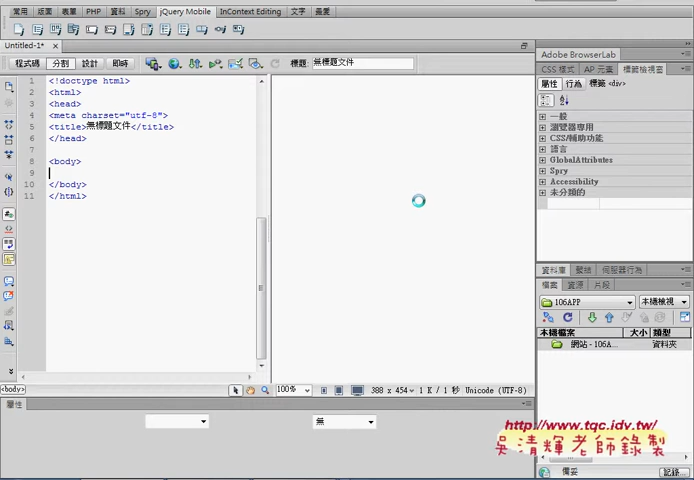 常用 版面 表單 PHP 資料 Spry jQuery Mobile InContext Editing 文字 最愛
Untitled-1*
程式碼 分割 設計 即時 標題: 無標題文件
Adobe BrowserLab
CSS 樣式 AP 元素 標籤檢視窗
屬性 行為 標籤 <div>
一般
瀏覽器專用
CSS/輔助功能
語言
GlobalAttributes
Spry
Accessibility
未分類的
1 <!doctype html>
2 <html>
3 <head>
4 <meta charset="utf-8">
5 <title>無標題文件</title>
6 </head>
7
8 <body>
9
10 </body>
11 </html>
資料庫 繫結 伺服器行為
檔案 資源 片段
106APP 本機檢視
本機檔案 大小 類型
網站 - 106A... 資料夾
<body> 100% 388 x 454 1 K / 1 秒 Unicode (UTF-8)
屬性
無
http://www.tqc.idv.tw/
吳清輝老師錄製
備妥 記錄...